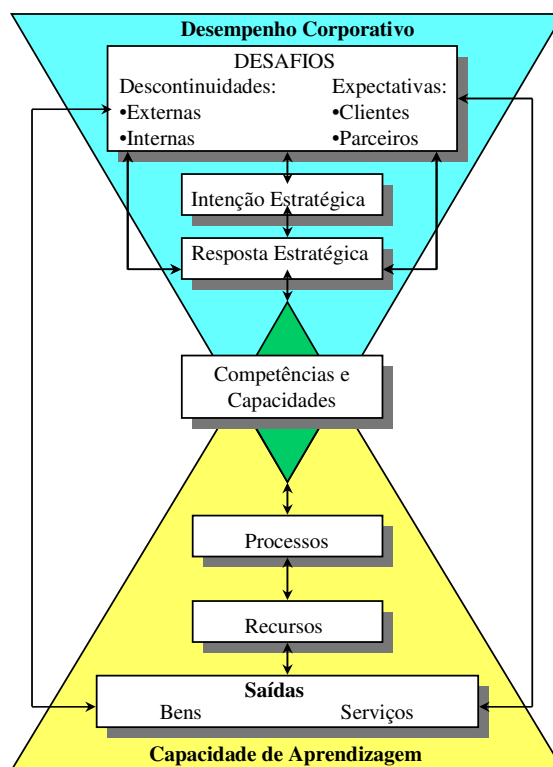 Desempenho Corporativo
DESAFIOS
Descontinuidades: Expectativas:
•Externas •Clientes
•Internas •Parceiros
Intenção Estratégica
Resposta Estratégica
Competências e
Capacidades
Processos
Recursos
Saídas
Bens Serviços
Capacidade de Aprendizagem